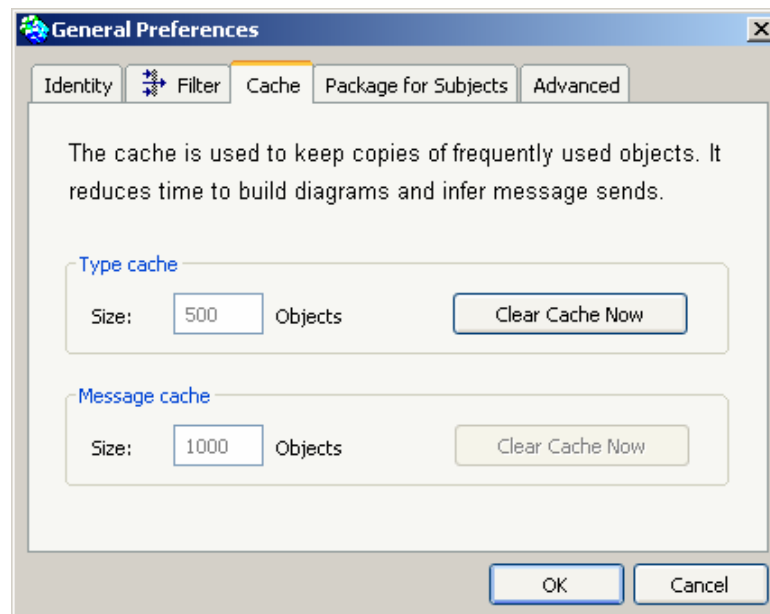 General Preferences
Identity Filter Cache Package for Subjects Advanced
The cache is used to keep copies of frequently used objects. It
reduces time to build diagrams and infer message sends.
Type cache
Size: 500 Objects Clear Cache Now
Message cache
Size: 1000 Objects Clear Cache Now
OK Cancel